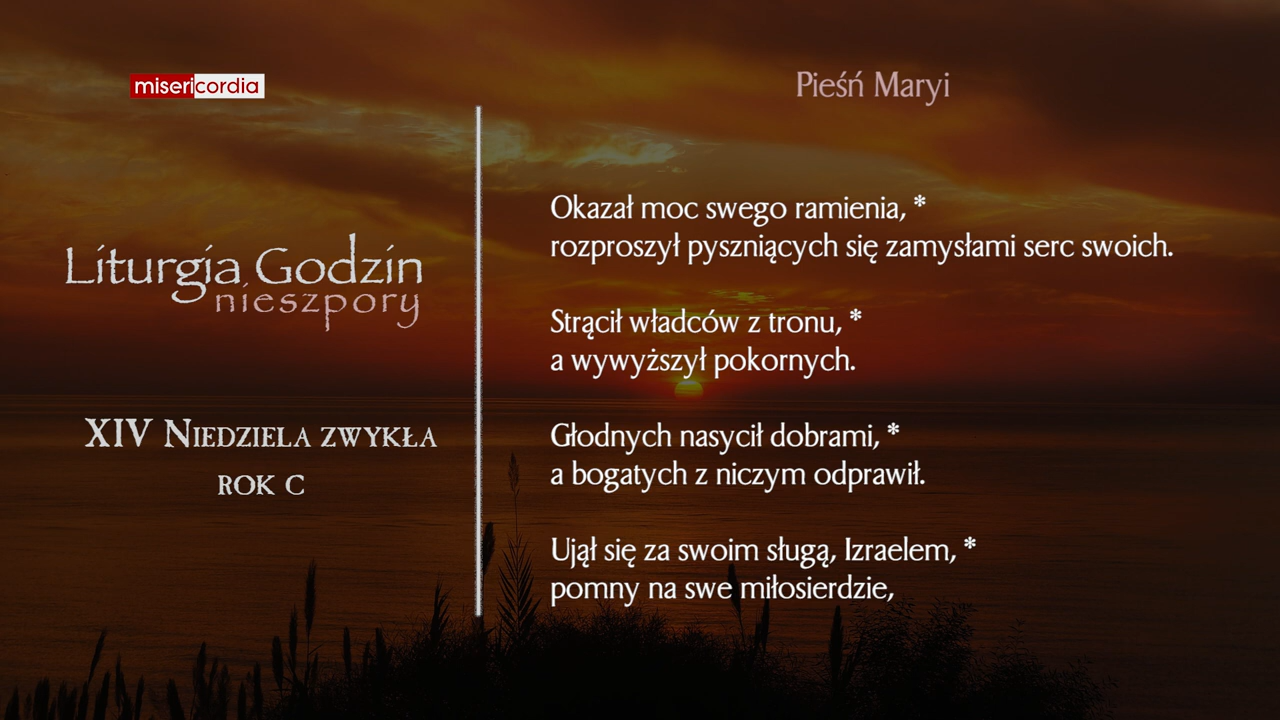 misericordia
Liturgia Godzin
nieszpory
XIV Niedziela zwykła
rok C
Pieśń Maryi
Okazał moc swego ramienia, *
rozproszył pyszniących się zamysłami serc swoich.
Strącił władców z tronu, *
a wywyższył pokornych.
Głodnych nasycił dobrami, *
a bogatych z niczym odprawił.
Ujął się za swoim sługą, Izraelem, *
pomny na swe miłosierdzie,